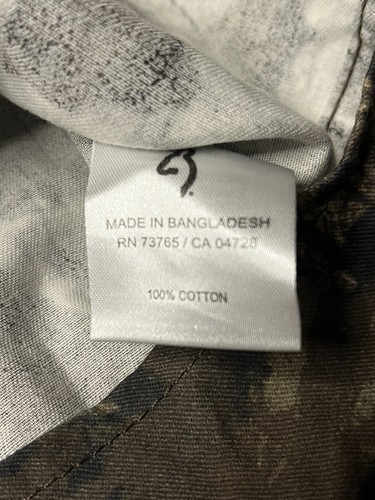 MADE IN BANGLADESH
RN 73765 / CA 04728
100% COTTON